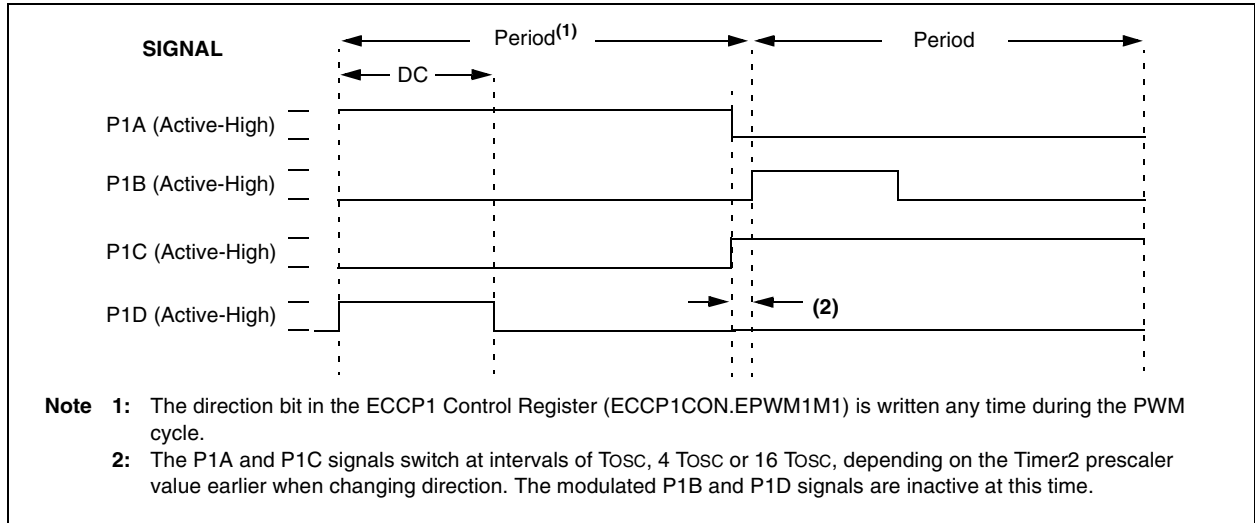 SIGNAL
Period(1)
Period
DC
P1A (Active-High)
P1B (Active-High)
P1C (Active-High)
P1D (Active-High)
(2)
Note 1: The direction bit in the ECCP1 Control Register (ECCP1CON.EPWM1M1) is written any time during the PWM
cycle.
2: The P1A and P1C signals switch at intervals of TOSC, 4 TOSC or 16 TOSC, depending on the Timer2 prescaler
value earlier when changing direction. The modulated P1B and P1D signals are inactive at this time.